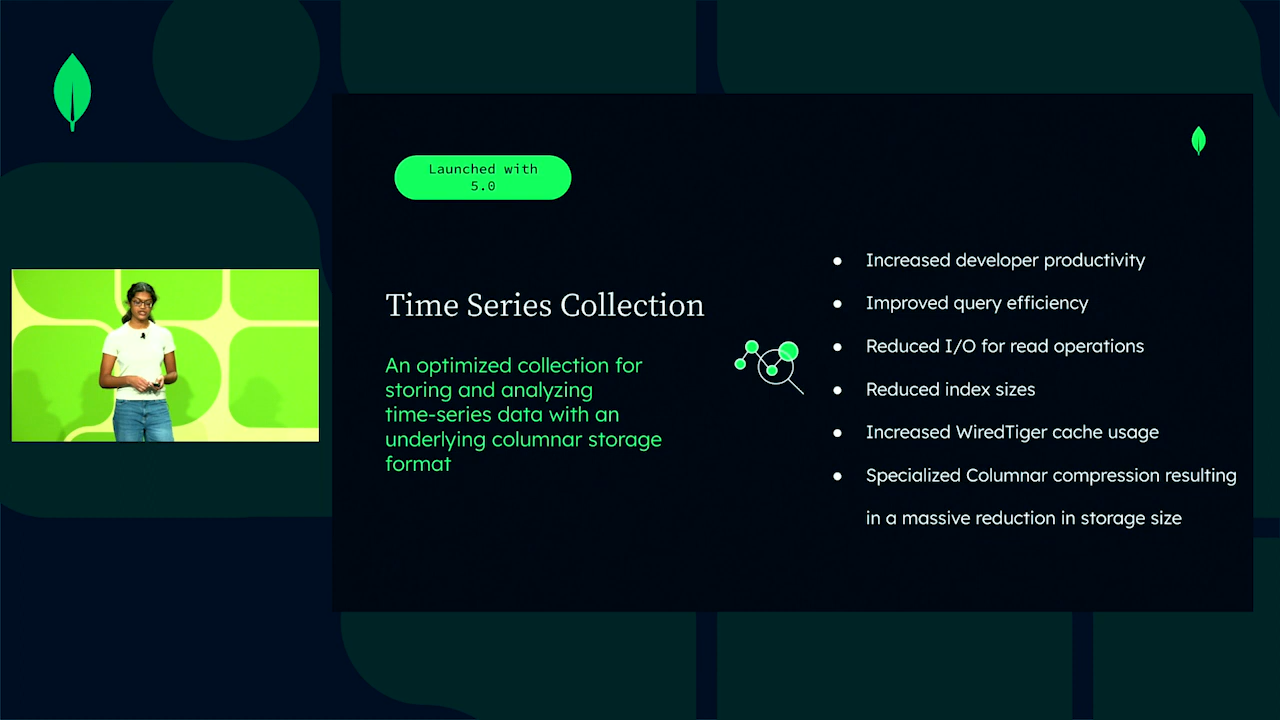 Launched with
5.0
Time Series Collection
An optimized collection for
storing and analyzing
time-series data with an
underlying columnar storage
format
● Increased developer productivity
● Improved query efficiency
● Reduced I/O for read operations
● Reduced index sizes
● Increased WiredTiger cache usage
● Specialized Columnar compression resulting
in a massive reduction in storage size